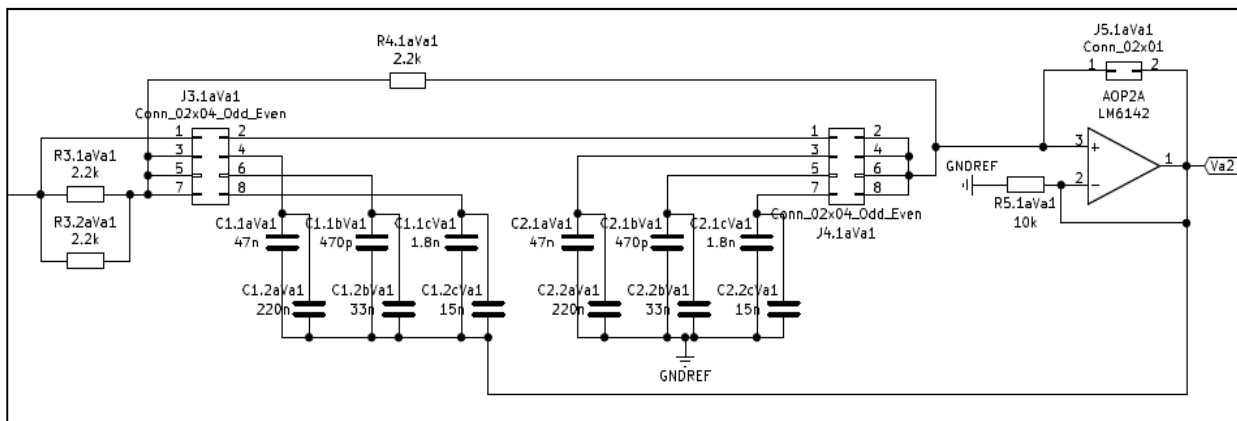 R4.1aVa1
2.2k
J5.1aVa1
Conn_02x01
1 2
AOP2A
LM6142
J3.1aVa1
Conn_02x04_Odd_Even
1 2
3 4
5 6
7 8
R3.1aVa1
2.2k
R3.2aVa1
2.2k
1 2
3 4
5 6
7 8
Conn_02x04_Odd_Even
J4.1aVa1
3 +
2 -
1
Va2
GNDREF
R5.1aVa1
10k
C1.1aVa1
47n
C1.1bVa1
470p
C1.1cVa1
1.8n
C2.1aVa1
47n
C2.1bVa1
470p
C2.1cVa1
1.8n
C1.2aVa1
220n
C1.2bVa1
33n
C1.2cVa1
15n
C2.2aVa1
220n
C2.2bVa1
33n
C2.2cVa1
15n
GNDREF